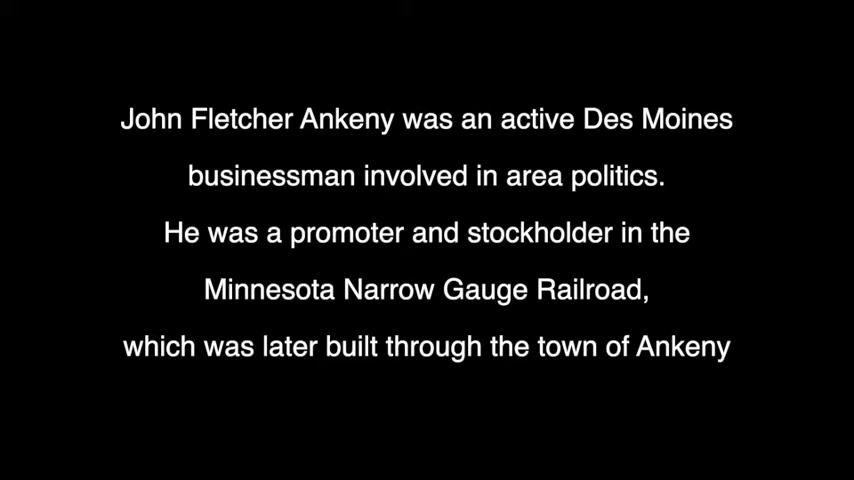 John Fletcher Ankeny was an active Des Moines
businessman involved in area politics.
He was a promoter and stockholder in the
Minnesota Narrow Gauge Railroad,
which was later built through the town of Ankeny